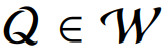 𝒬 ∈ 𝒲